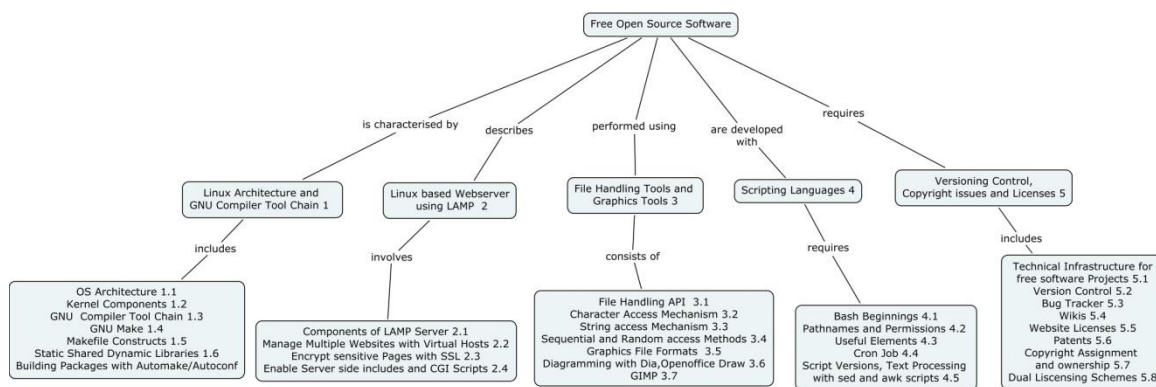 Free Open Source Software
is characterised by
describes
performed using
are developed
with
requires
Linux Architecture and
GNU Compiler Tool Chain 1
Linux based Webserver
using LAMP 2
File Handling Tools and
Graphics Tools 3
Scripting Languages 4
Versioning Control,
Copyright issues and Licenses 5
includes
involves
consists of
requires
includes
OS Architecture 1.1
Kernel Components 1.2
GNU Compiler Tool Chain 1.3
GNU Make 1.4
Makefile Constructs 1.5
Static Shared Dynamic Libraries 1.6
Building Packages with Automake/Autoconf
Components of LAMP Server 2.1
Manage Multiple Websites with Virtual Hosts 2.2
Encrypt sensitive Pages with SSL 2.3
Enable Server side includes and CGI Scripts 2.4
File Handling API 3.1
Character Access Mechanism 3.2
String access Mechanism 3.3
Sequential and Random access Methods 3.4
Graphics File Formats 3.5
Diagramming with Dia,Openoffice Draw 3.6
GIMP 3.7
Bash Beginnings 4.1
Pathnames and Permissions 4.2
Useful Elements 4.3
Cron Job 4.4
Script Versions, Text Processing
with sed and awk scripts 4.5
Technical Infrastructure for
free software Projects 5.1
Version Control 5.2
Bug Tracker 5.3
Wikis 5.4
Website Licenses 5.5
Patents 5.6
Copyright Assignment
and ownership 5.7
Dual Liscensing Schemes 5.8